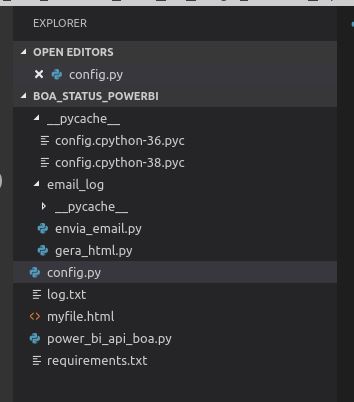 EXPLORER
OPEN EDITORS
config.py
BOA_STATUS_POWERBI
__pycache__
config.cpython-36.pyc
config.cpython-38.pyc
email_log
__pycache__
envia_email.py
gera_html.py
config.py
log.txt
myfile.html
power_bi_api_boa.py
requirements.txt